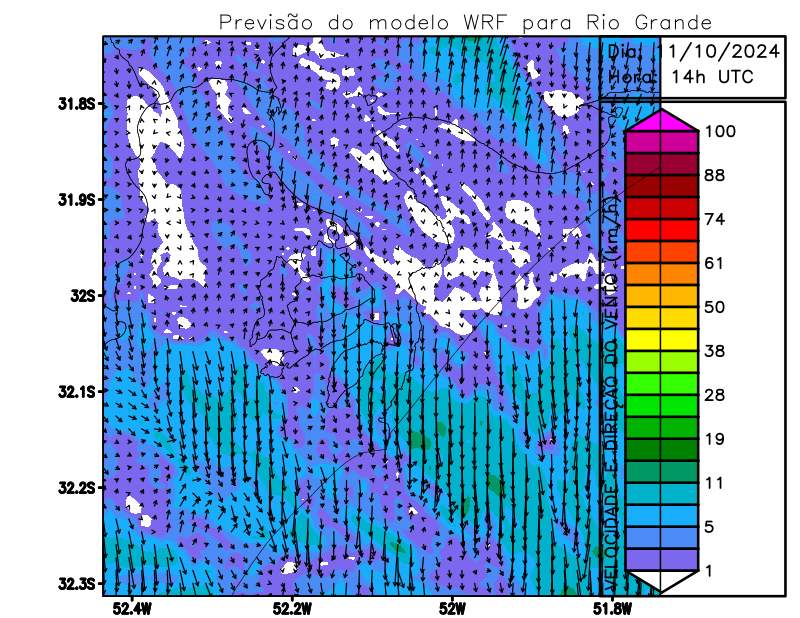 Previsão do modelo WRF para Rio Grande
Dia: 11/10/2024
Hora: 14h UTC
31.8S
31.9S
32S
32.1S
32.2S
32.3S
52.4W
52.2W
52W
51.8W
VELOCIDADE E DIREÇÃO DO VENTO (km/h)
100
88
74
61
50
38
28
19
11
5
1